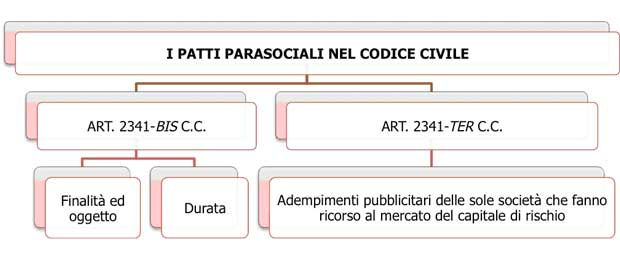 I PATTI PARASOCIALI NEL CODICE CIVILE
ART. 2341-BIS C.C.
ART. 2341-TER C.C.
Finalità ed
oggetto
Durata
Adempimenti pubblicitari delle sole società che fanno
ricorso al mercato del capitale di rischio